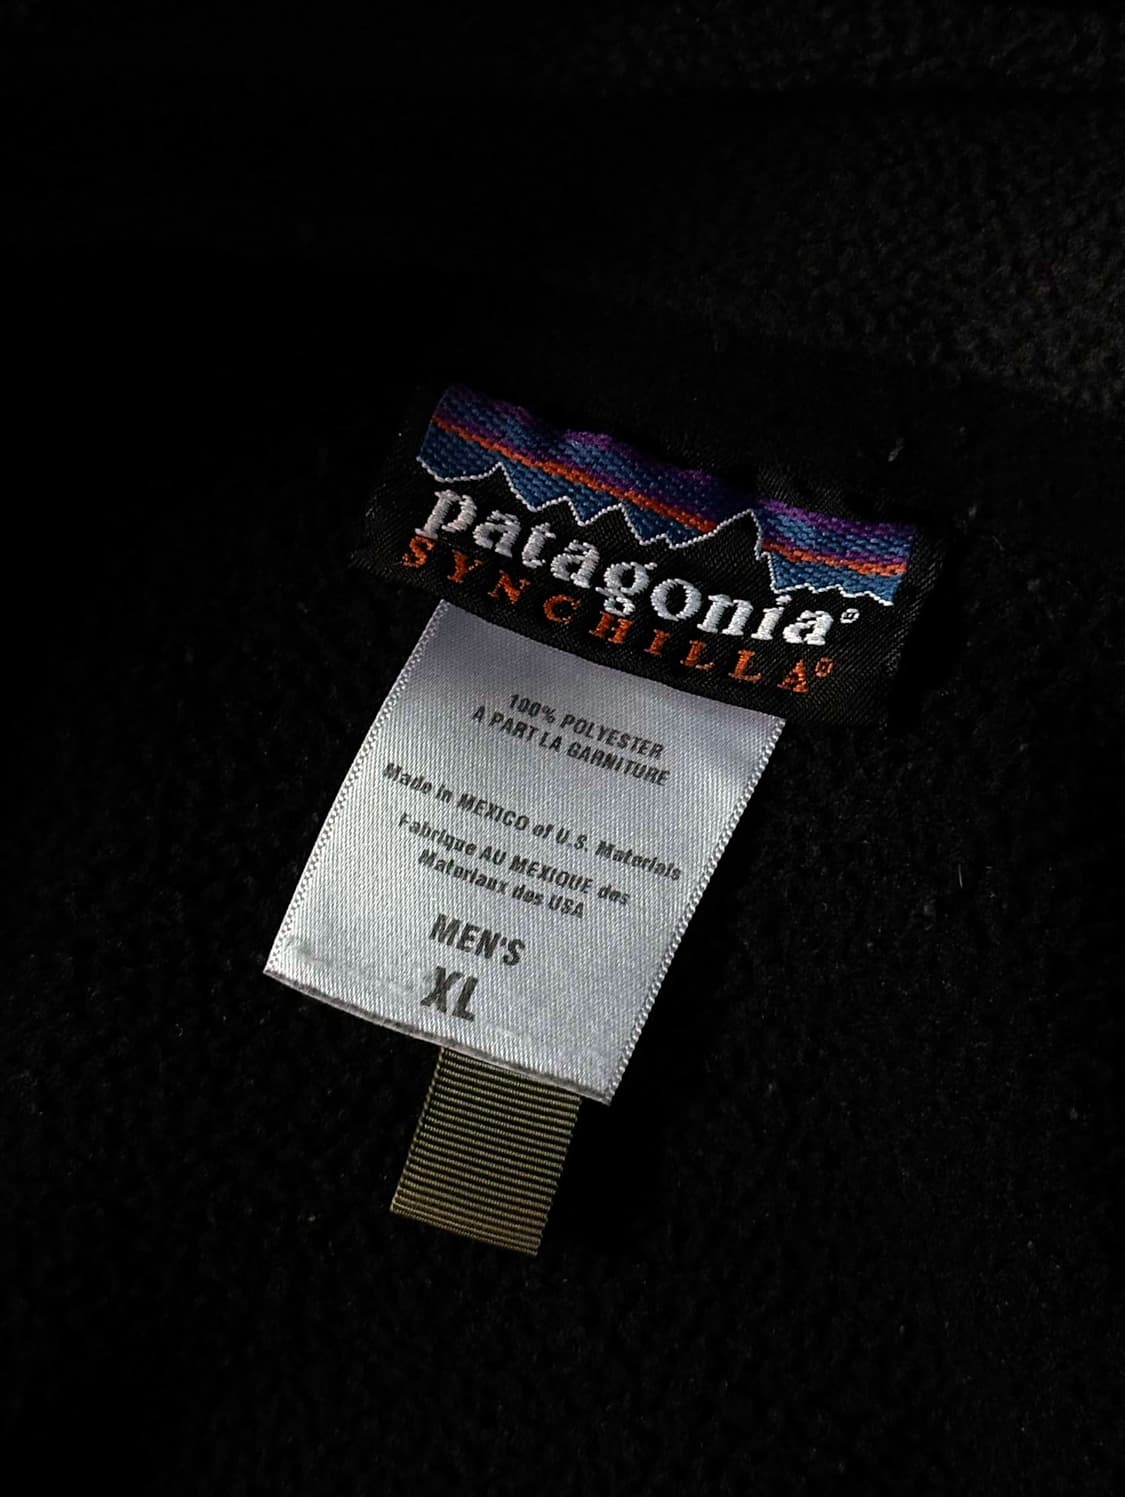 patagonia®
SYNCHILLA®
100% POLYESTER
A PART LA GARNITURE
Made in MEXICO of U.S. Materials
Fabrique AU MEXIQUE des
Materiaux des USA
MEN'S
XL